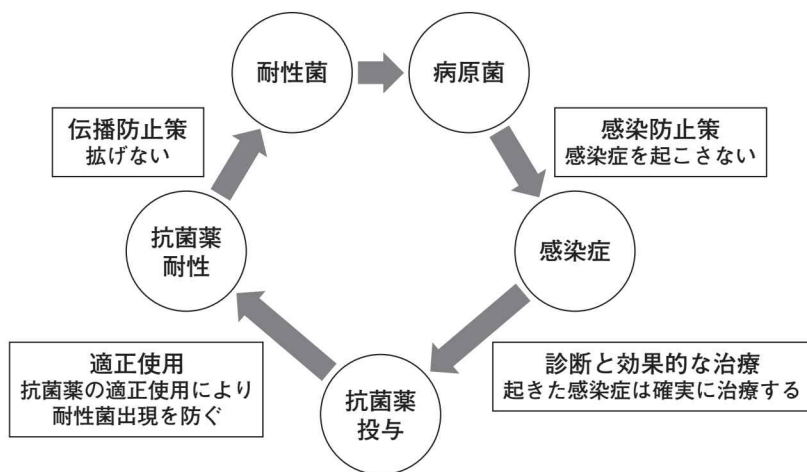 耐性菌
病原菌
伝播防止策
拡げない
感染防止策
感染症を起こさない
抗菌薬
耐性
感染症
適正使用
抗菌薬の適正使用により
耐性菌出現を防ぐ
抗菌薬
投与
診断と効果的な治療
起きた感染症は確実に治療する